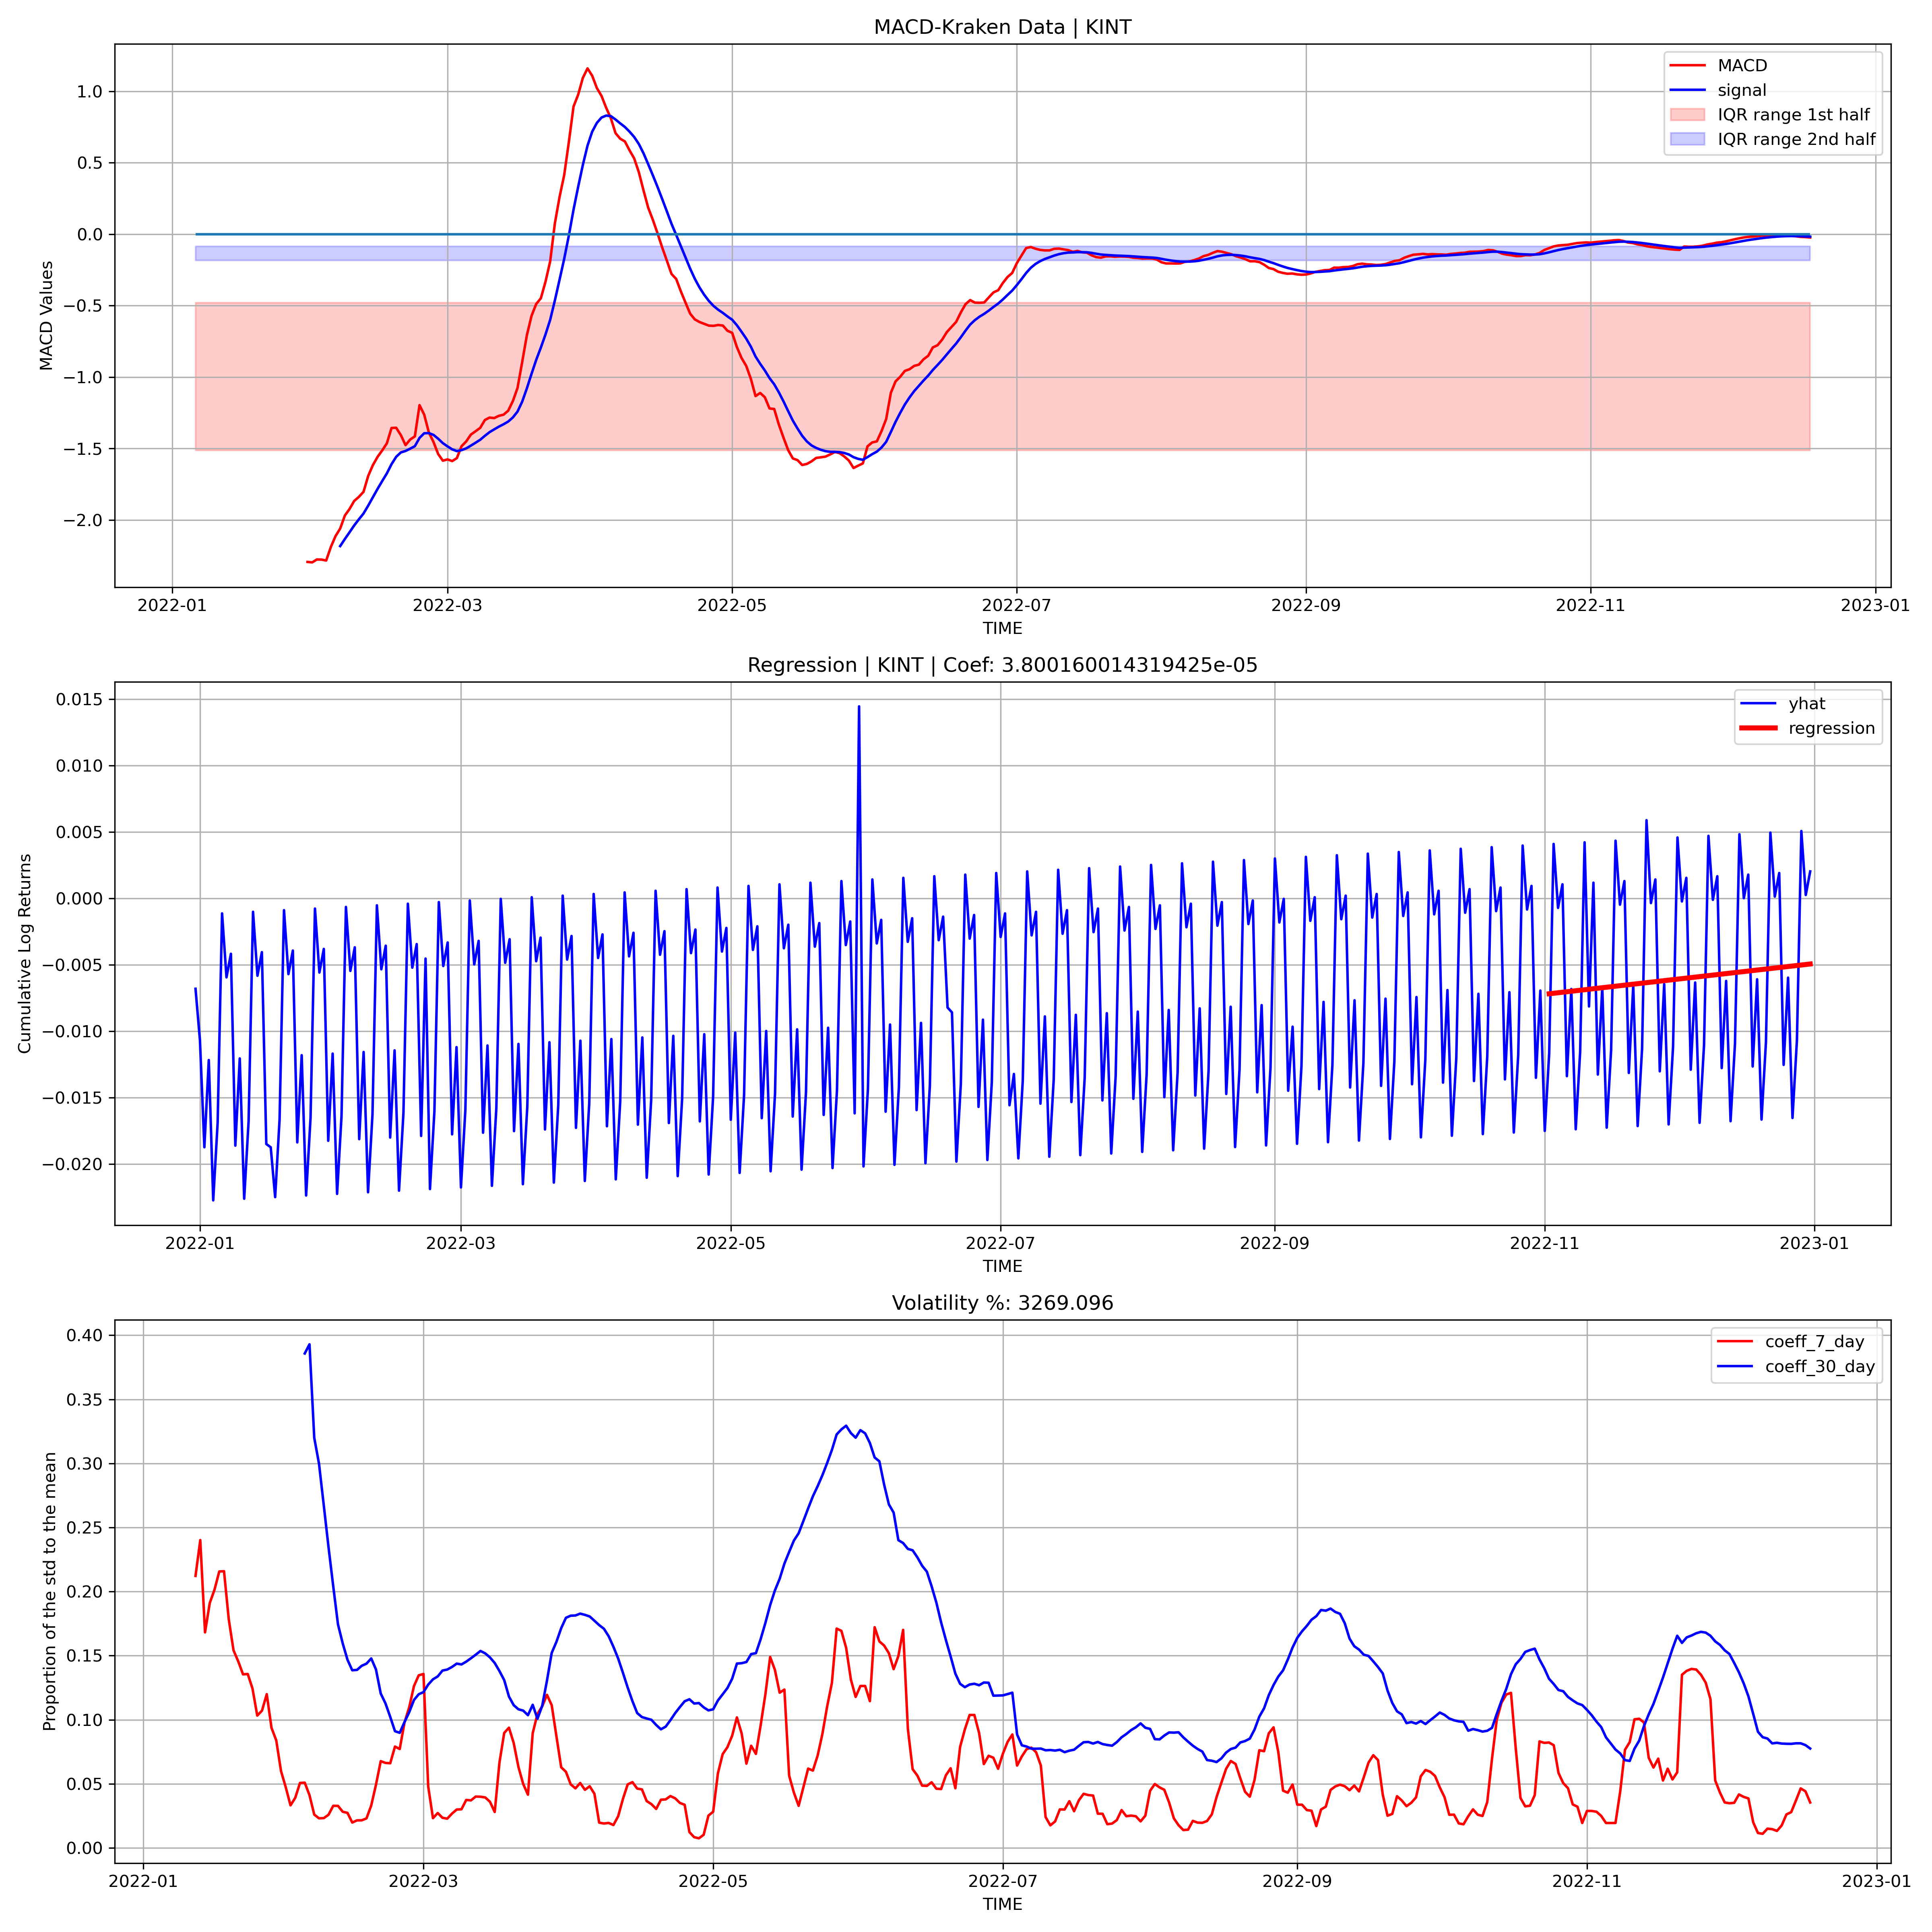 MACD-Kraken Data | KINT
MACD Values
1.0
0.5
0.0
−0.5
−1.0
−1.5
−2.0
MACD
signal
IQR range 1st half
IQR range 2nd half
2022-01 2022-03 2022-05 2022-07 2022-09 2022-11 2023-01
TIME
Regression | KINT | Coef: 3.800160014319425e-05
Cumulative Log Returns
0.015
0.010
0.005
0.000
−0.005
−0.010
−0.015
−0.020
yhat
regression
2022-01 2022-03 2022-05 2022-07 2022-09 2022-11 2023-01
TIME
Volatility %: 3269.096
Proportion of the std to the mean
0.40
0.35
0.30
0.25
0.20
0.15
0.10
0.05
0.00
coeff_7_day
coeff_30_day
2022-01 2022-03 2022-05 2022-07 2022-09 2022-11 2023-01
TIME